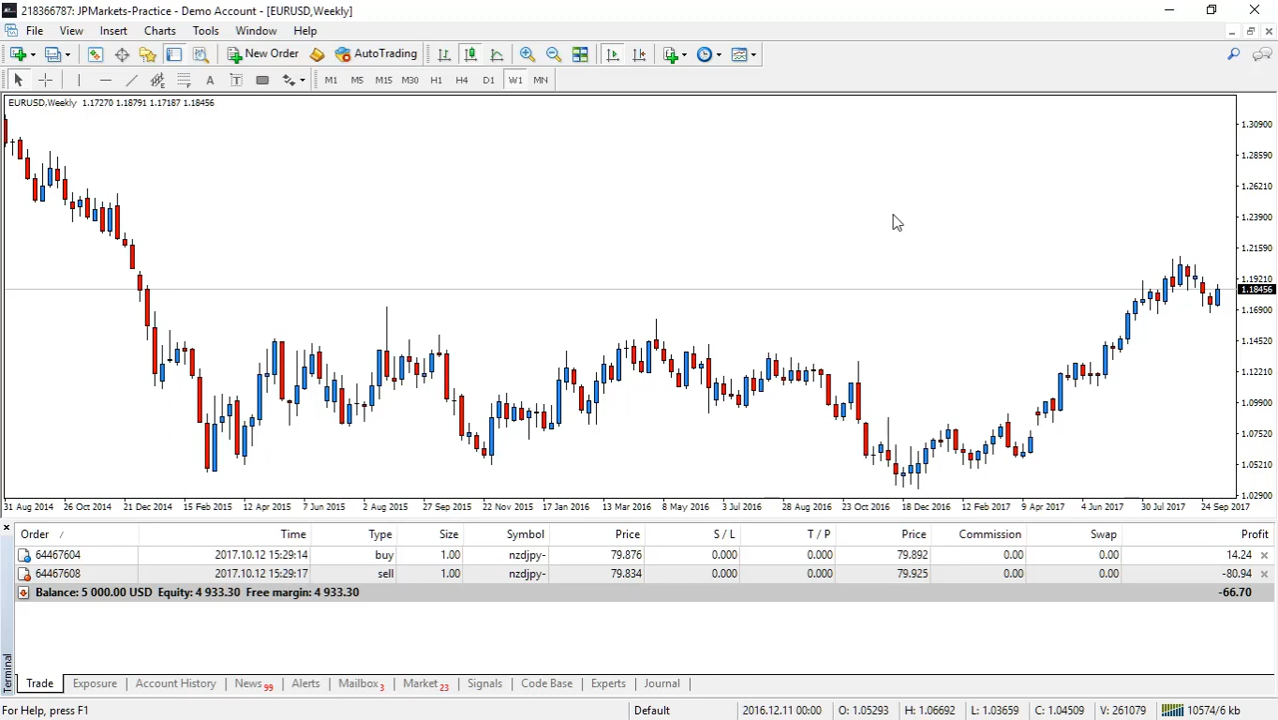 218366787: JPMarkets-Practice - Demo Account - [EURUSD,Weekly]
File View Insert Charts Tools Window Help
New Order AutoTrading
A T M1 M5 M15 M30 H1 H4 D1 W1 MN
EURUSD,Weekly 1.17270 1.18791 1.17187 1.18456
1.30900
1.28590
1.26210
1.23900
1.21590
1.19210
1.18456
1.16900
1.14520
1.12210
1.09900
1.07520
1.05210
1.02900
31 Aug 2014 26 Oct 2014 21 Dec 2014 15 Feb 2015 12 Apr 2015 7 Jun 2015 2 Aug 2015 27 Sep 2015 22 Nov 2015 17 Jan 2016 13 Mar 2016 8 May 2016 3 Jul 2016 28 Aug 2016 23 Oct 2016 18 Dec 2016 12 Feb 2017 9 Apr 2017 4 Jun 2017 30 Jul 2017 24 Sep 2017
Order / Time Type Size Symbol Price S / L T / P Price Commission Swap Profit
64467604 2017.10.12 15:29:14 buy 1.00 nzdjpy- 79.876 0.000 0.000 79.892 0.00 0.00 14.24
64467608 2017.10.12 15:29:17 sell 1.00 nzdjpy- 79.834 0.000 0.000 79.925 0.00 0.00 -80.94
Balance: 5 000.00 USD Equity: 4 933.30 Free margin: 4 933.30 -66.70
Terminal
Trade Exposure Account History News 99 Alerts Mailbox 3 Market 23 Signals Code Base Experts Journal
For Help, press F1 Default 2016.12.11 00:00 O: 1.05293 H: 1.06692 L: 1.03659 C: 1.04509 V: 261079 10574/6 kb